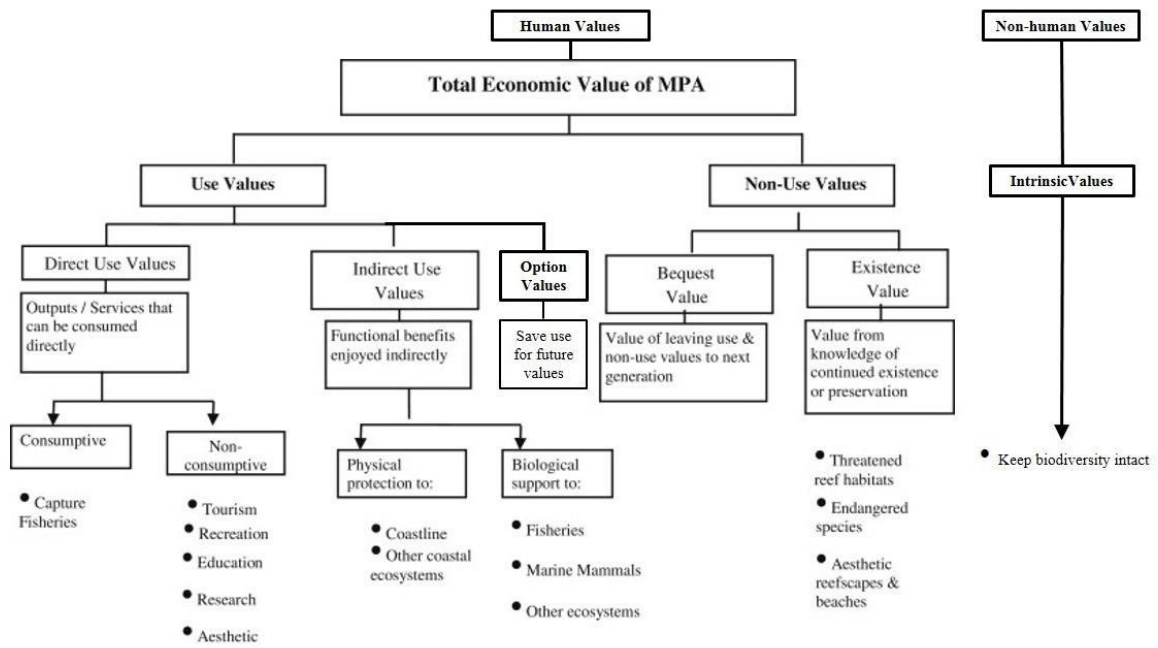 Human Values
Non-human Values
Total Economic Value of MPA
Use Values
Non-Use Values
IntrinsicValues
Direct Use Values
Outputs / Services that
can be consumed
directly
Indirect Use
Values
Functional benefits
enjoyed indirectly
Option
Values
Save use
for future
values
Bequest
Value
Value of leaving use &
non-use values to next
generation
Existence
Value
Value from
knowledge of
continued existence
or preservation
Consumptive
• Capture
Fisheries
Non-
consumptive
• Tourism
• Recreation
• Education
• Research
• Aesthetic
Physical
protection to:
• Coastline
• Other coastal
ecosystems
Biological
support to:
• Fisheries
• Marine Mammals
• Other ecosystems
• Threatened
reef habitats
• Endangered
species
• Aesthetic
reefscapes &
beaches
• Keep biodiversity intact